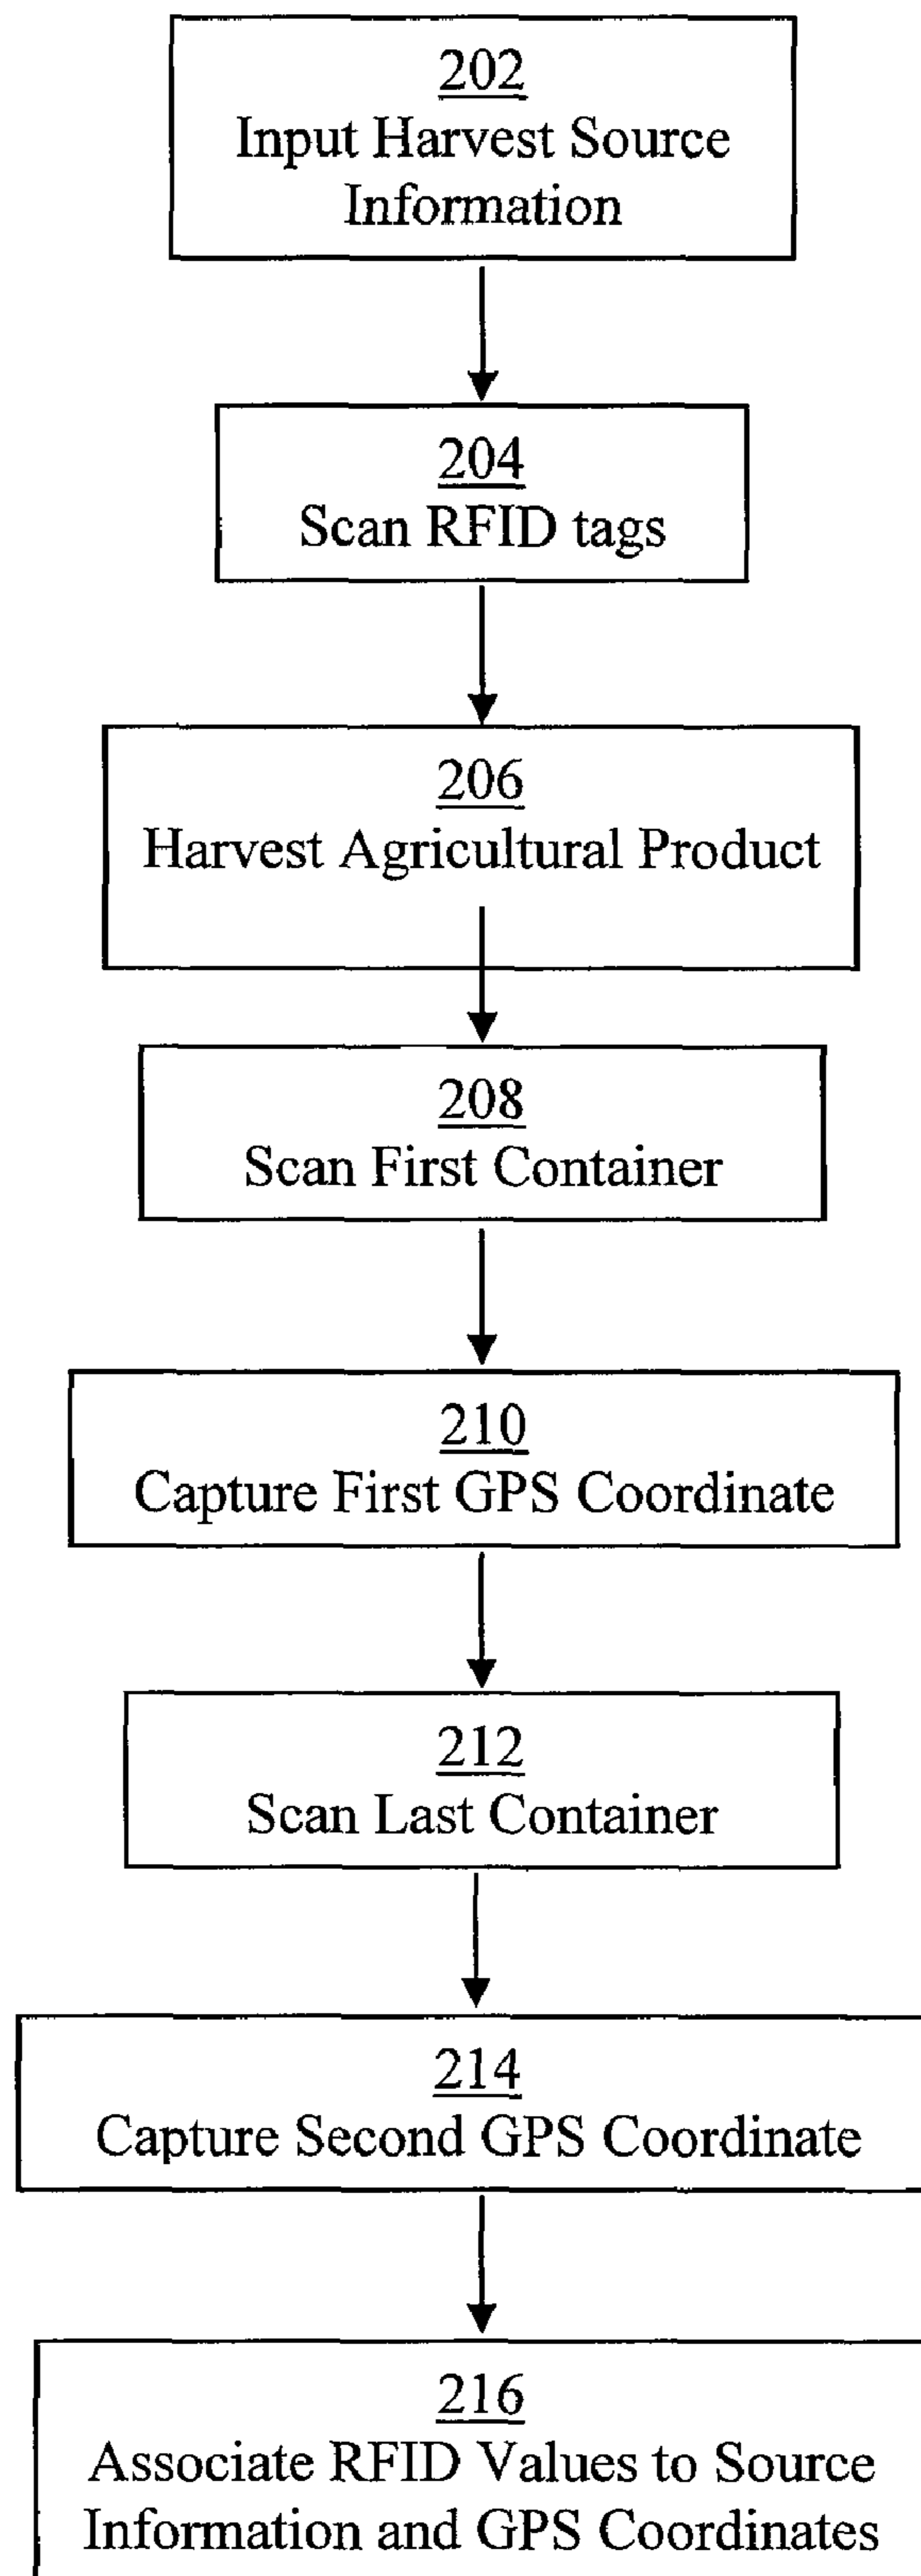 202
Input Harvest Source
Information
204
Scan RFID tags
206
Harvest Agricultural Product
208
Scan First Container
210
Capture First GPS Coordinate
212
Scan Last Container
214
Capture Second GPS Coordinate
216
Associate RFID Values to Source
Information and GPS Coordinates